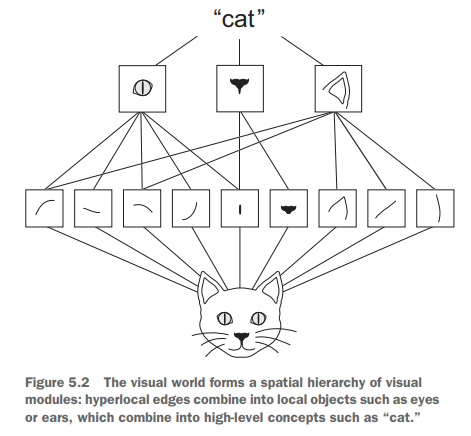 “cat”
Figure 5.2 The visual world forms a spatial hierarchy of visual
modules: hyperlocal edges combine into local objects such as eyes
or ears, which combine into high-level concepts such as “cat.”